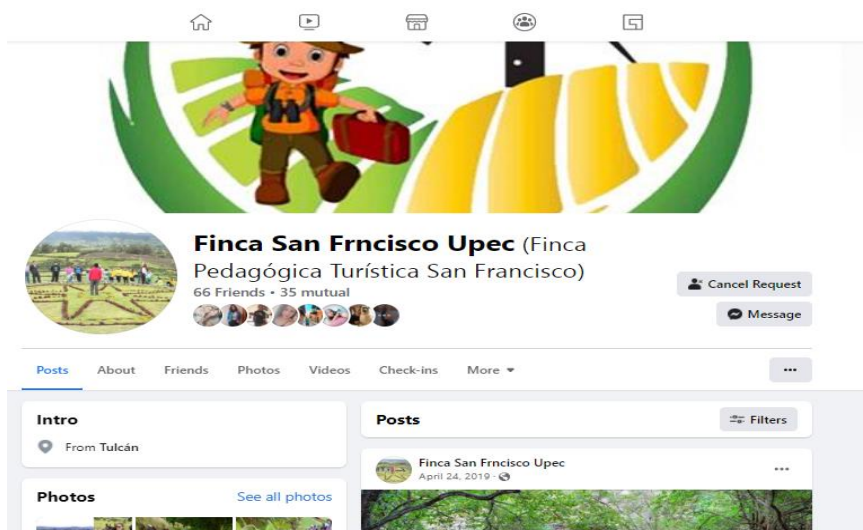 Finca San Frncisco Upec (Finca
Pedagógica Turística San Francisco)
66 Friends • 35 mutual
Cancel Request
Message
Posts About Friends Photos Videos Check-ins More
Intro
From Tulcán
Photos See all photos
Posts Filters
Finca San Frncisco Upec
April 24, 2019 ·